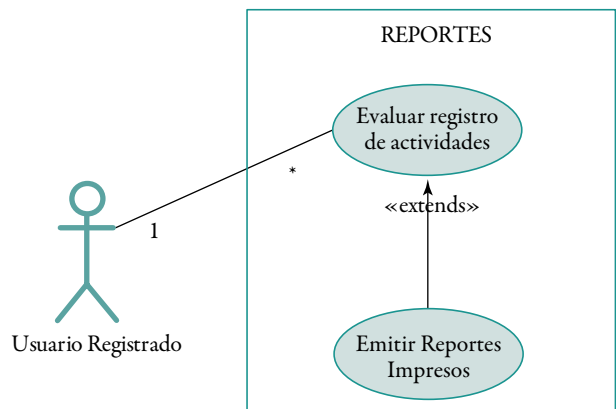 REPORTES
Evaluar registro
de actividades
*
«extends»
1
Usuario Registrado
Emitir Reportes
Impresos